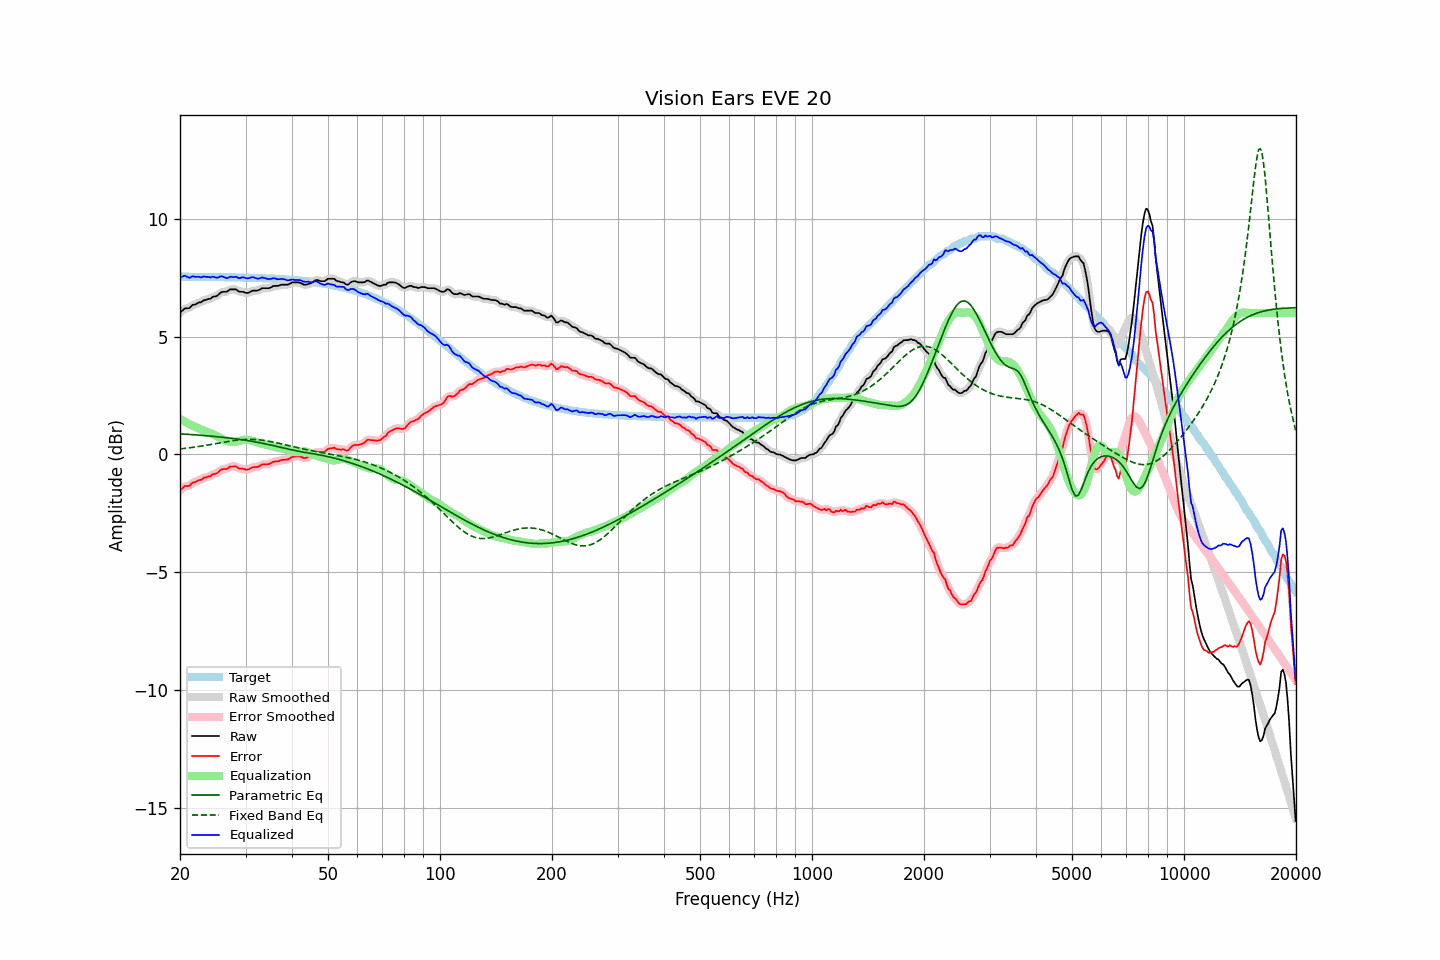 Vision Ears EVE 20
Amplitude (dBr)
10
5
0
−5
−10
−15
Target
Raw Smoothed
Error Smoothed
Raw
Error
Equalization
Parametric Eq
Fixed Band Eq
Equalized
20 50 100 200 500 1000 2000 5000 10000 20000
Frequency (Hz)